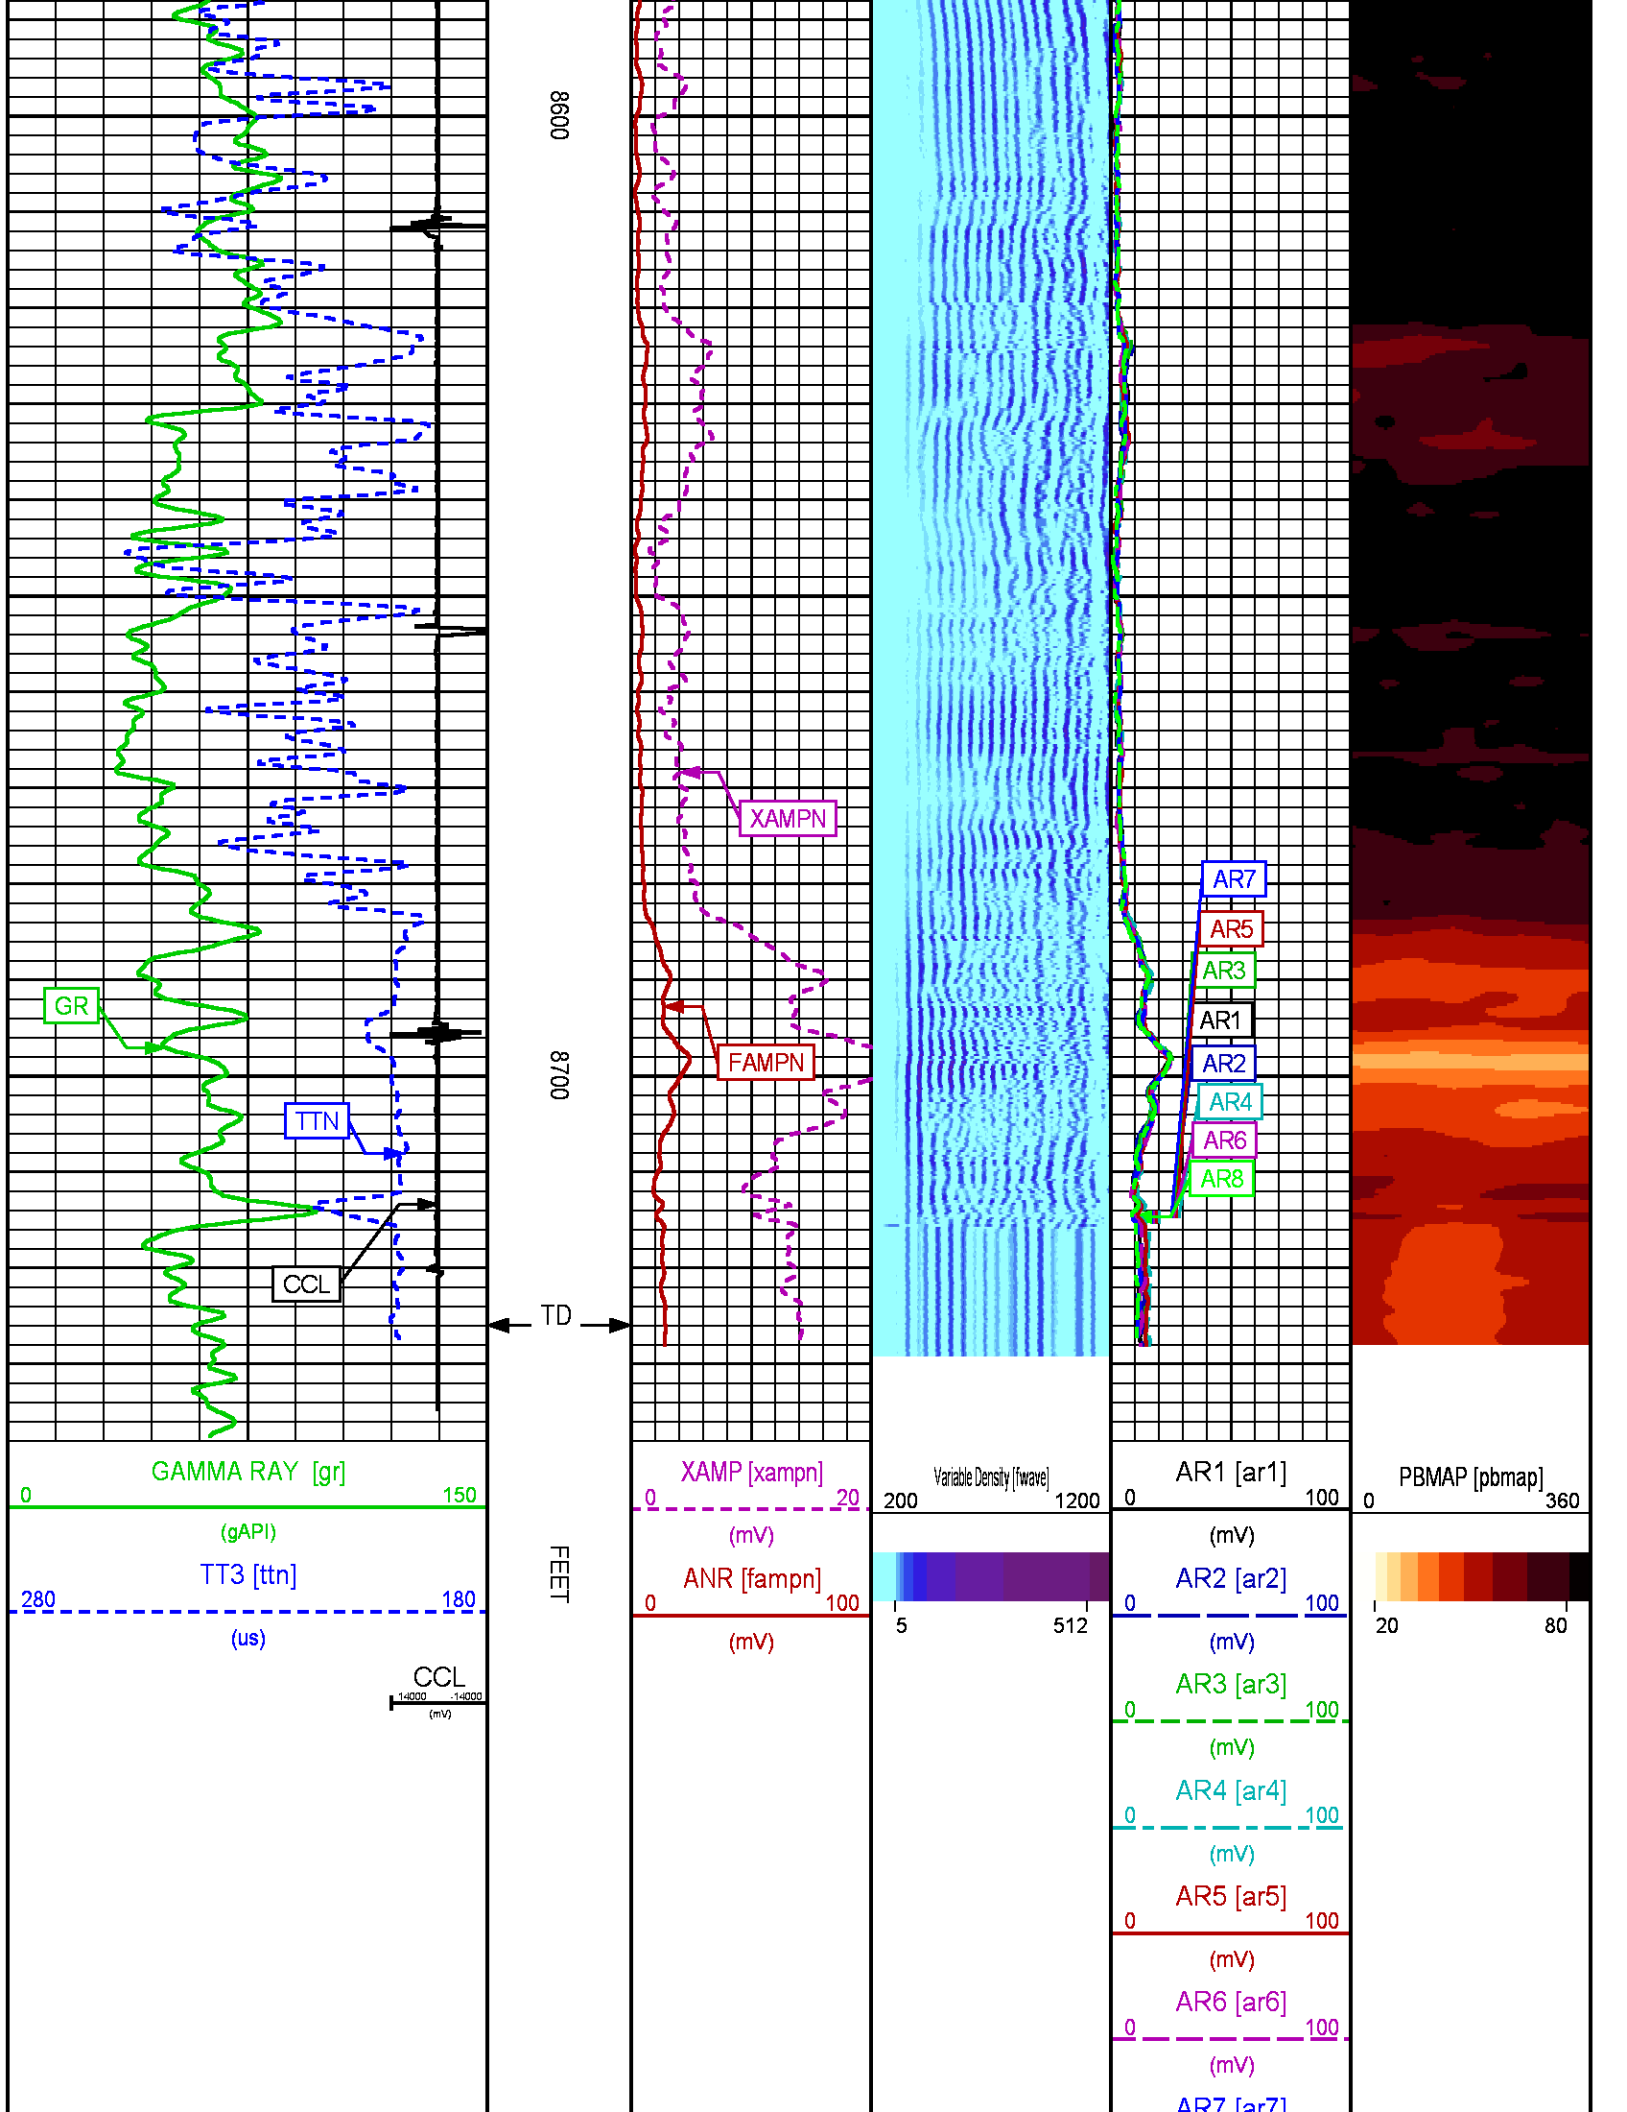 8600
XAMPN
AR7
AR5
AR3
GR
AR1
FAMPN
AR2
8700
AR4
TTN
AR6
AR8
CCL
TD
GAMMA RAY [gr]
0 150
(gAPI)
TT3 [ttn]
280 180
(us)
CCL
14000 -14000
(mV)
FEET
XAMP [xampn]
0 20
(mV)
ANR [fampn]
0 100
(mV)
Variable Density [fwave]
200 1200
5 512
AR1 [ar1]
0 100
(mV)
AR2 [ar2]
0 100
(mV)
AR3 [ar3]
0 100
(mV)
AR4 [ar4]
0 100
(mV)
AR5 [ar5]
0 100
(mV)
AR6 [ar6]
0 100
(mV)
AR7 [ar7]
PBMAP [pbmap]
0 360
20 80